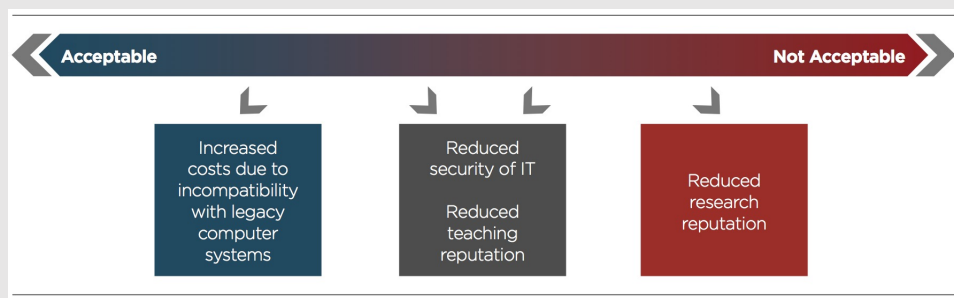 Acceptable
Not Acceptable
Increased
costs due to
incompatibility
with legacy
computer
systems
Reduced
security of IT
Reduced
teaching
reputation
Reduced
research
reputation